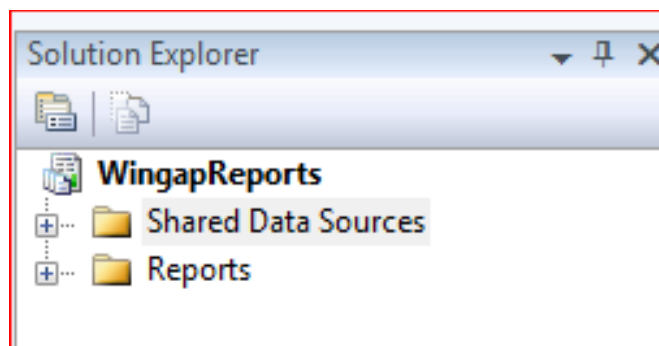 Solution Explorer
WingapReports
Shared Data Sources
Reports